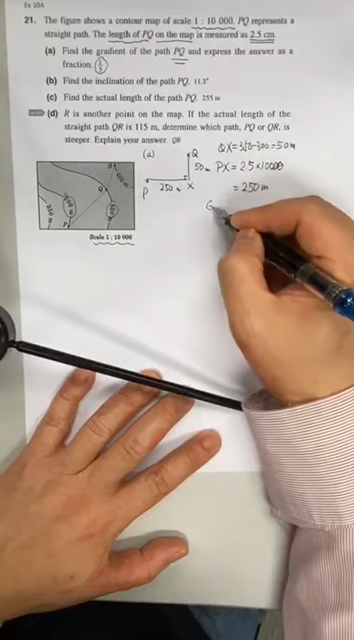 Ex 10A
21. The figure shows a contour map of scale 1 : 10 000. PQ represents a
straight path. The length of PQ on the map is measured as 2.5 cm.
(a) Find the gradient of the path PQ and express the answer as a
fraction. 1/5
(b) Find the inclination of the path PQ. 11.3°
(c) Find the actual length of the path PQ. 255 m
(d) R is another point on the map. If the actual length of the
straight path QR is 115 m, determine which path, PQ or QR, is
steeper. Explain your answer. QR
(a)
Q
50m
P 250m X
QX = 350-300 = 50m
PX = 2.5×10000
= 250m
G
Q
P
Scale 1 : 10 000